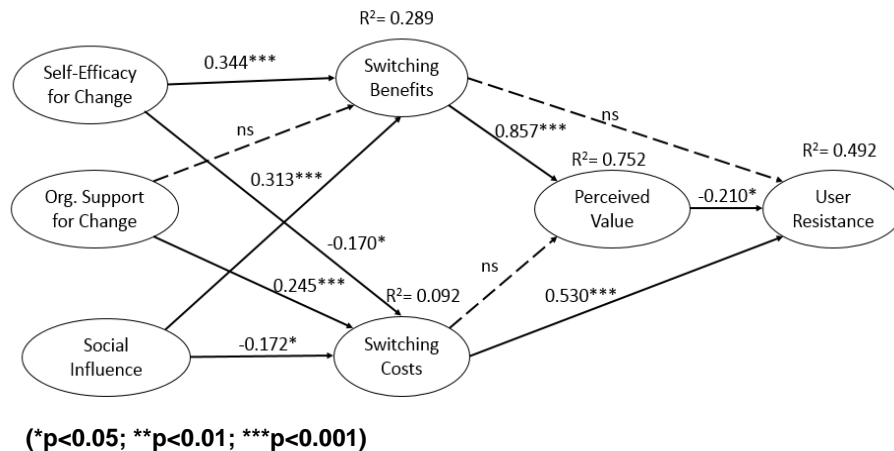 R²= 0.289
Self-Efficacy
for Change
0.344***
Switching
Benefits
ns
ns
0.857***
R²= 0.752
R²= 0.492
0.313***
Org. Support
for Change
Perceived
Value
-0.210*
User
Resistance
-0.170*
ns
0.245***
R²= 0.092
0.530***
Social
Influence
-0.172*
Switching
Costs
(*p<0.05; **p<0.01; ***p<0.001)